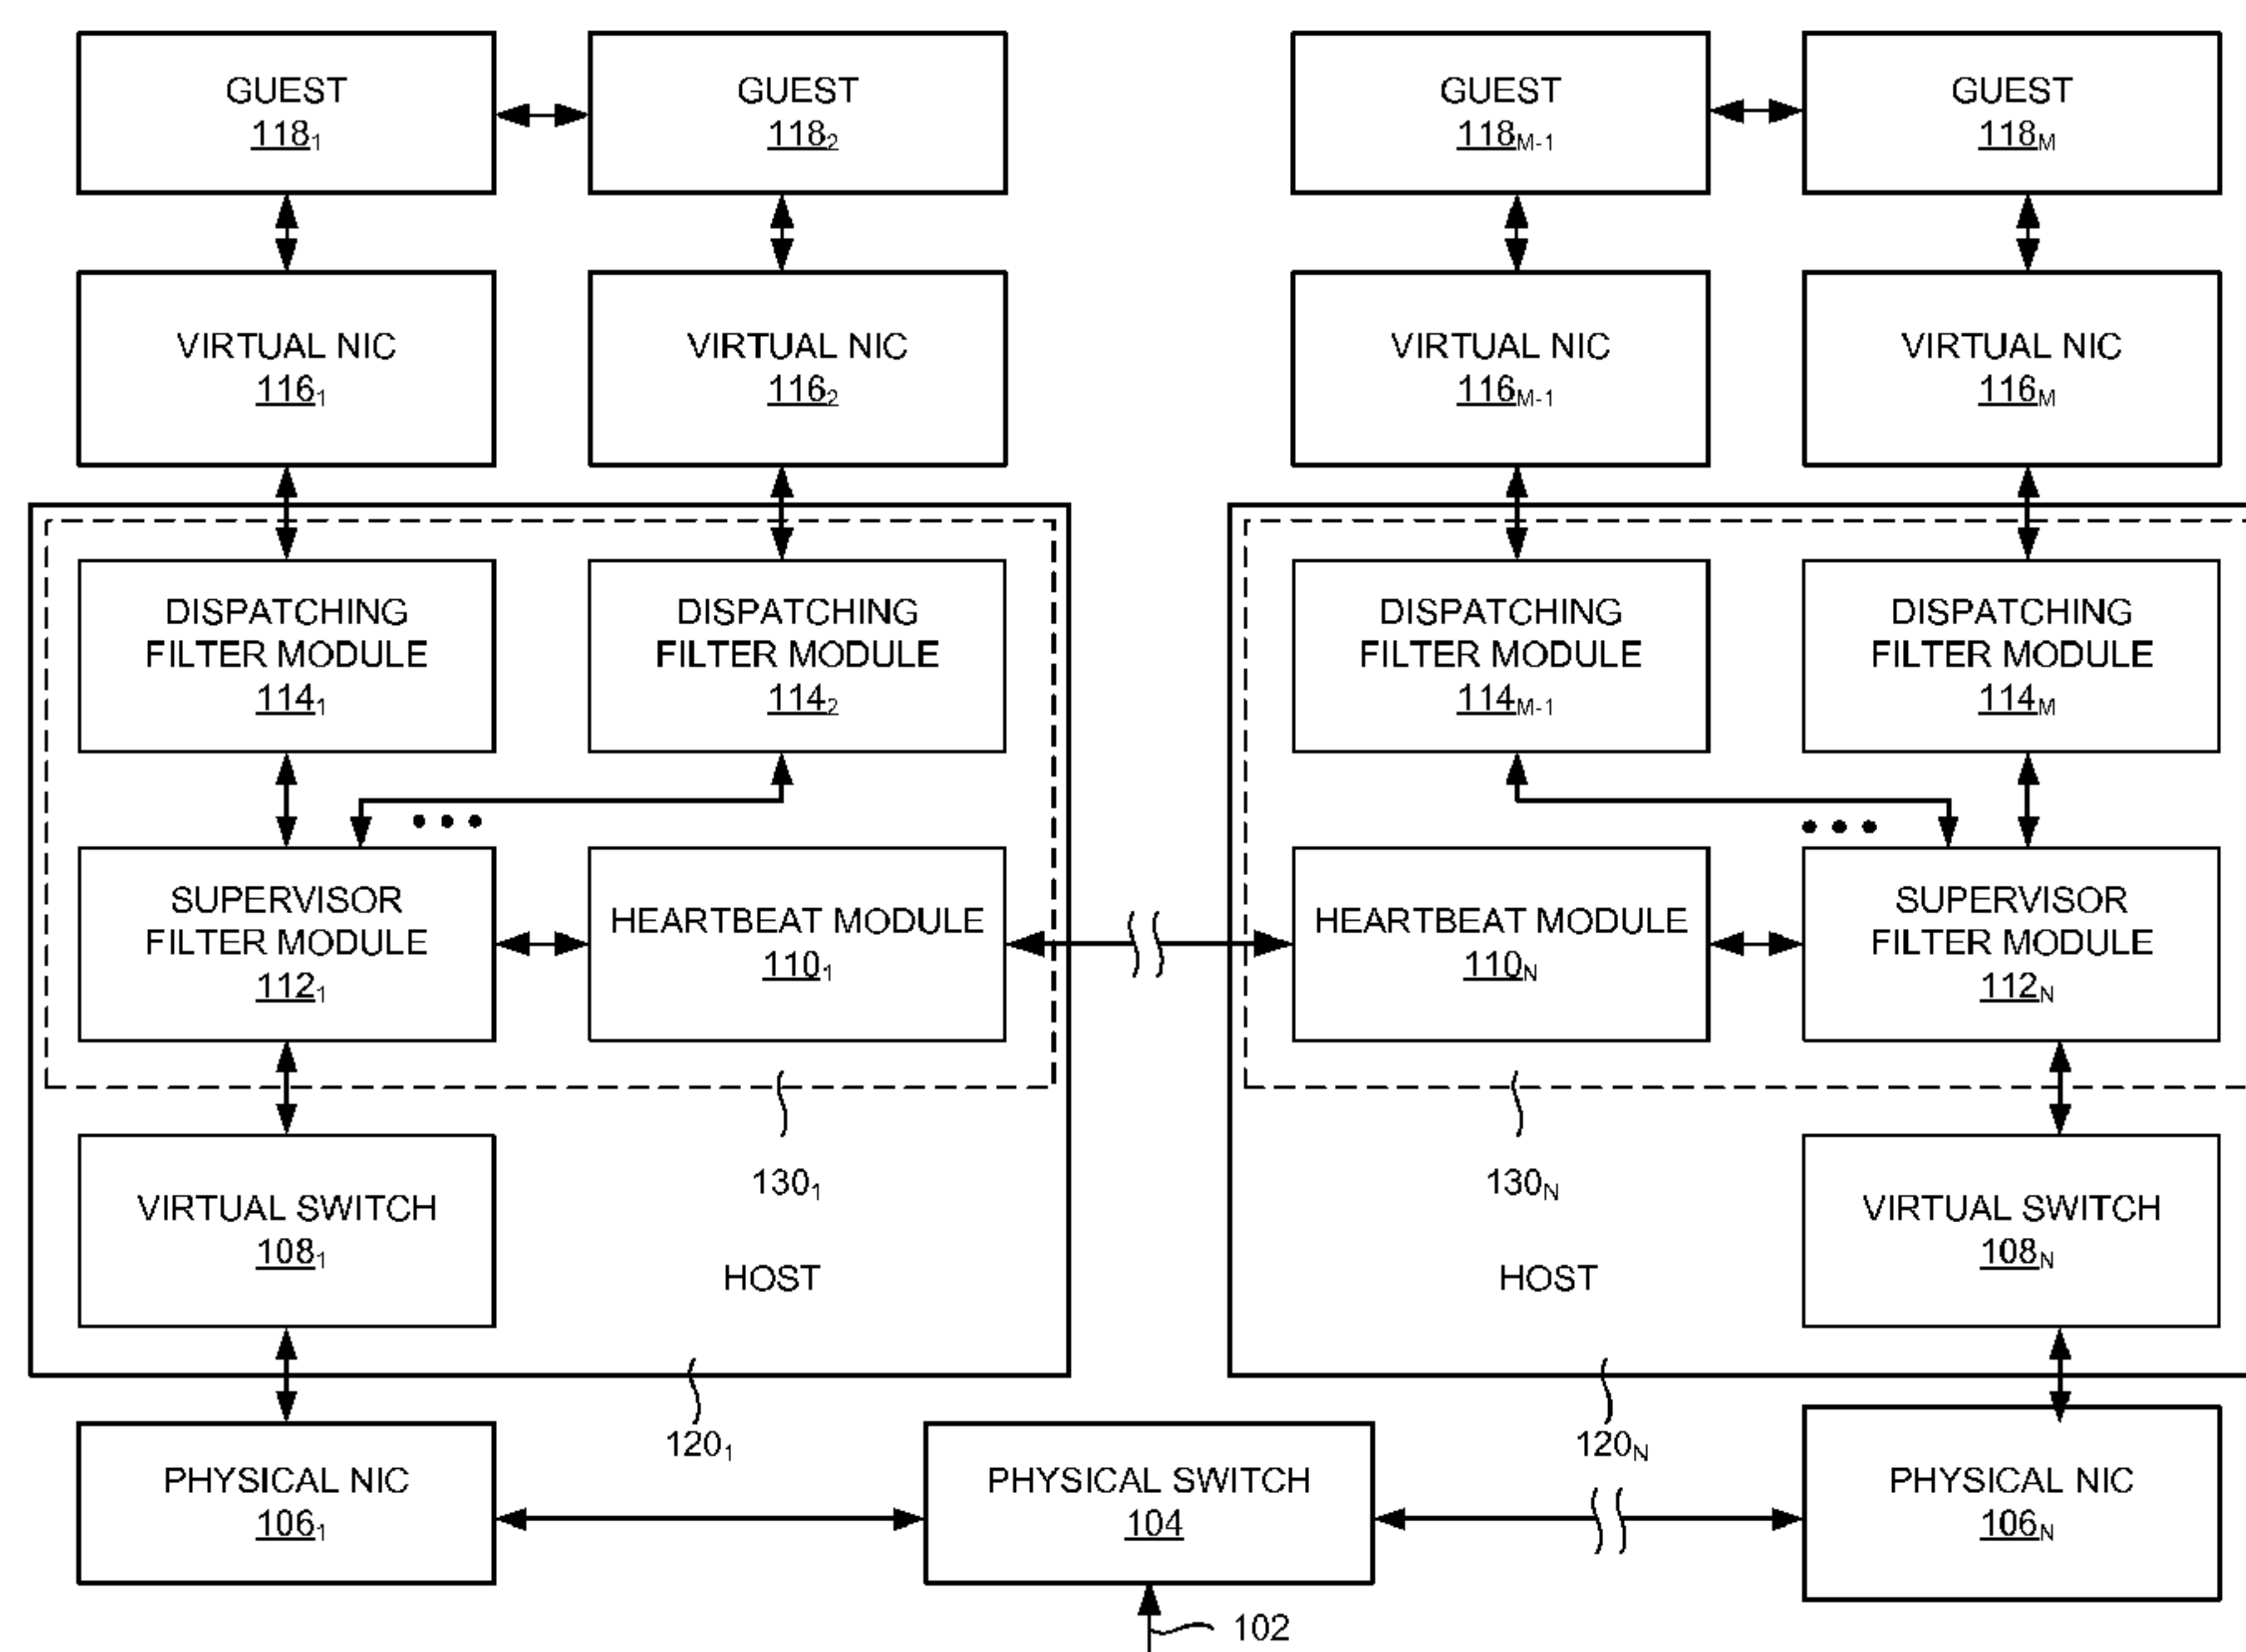 GUEST
118₁
GUEST
118₂
GUEST
118M-1
GUEST
118M
VIRTUAL NIC
116₁
VIRTUAL NIC
116₂
VIRTUAL NIC
116M-1
VIRTUAL NIC
116M
DISPATCHING
FILTER MODULE
114₁
DISPATCHING
FILTER MODULE
114₂
DISPATCHING
FILTER MODULE
114M-1
DISPATCHING
FILTER MODULE
114M
SUPERVISOR
FILTER MODULE
112₁
HEARTBEAT MODULE
110₁
HEARTBEAT MODULE
110N
SUPERVISOR
FILTER MODULE
112N
130₁
130N
VIRTUAL SWITCH
108₁
HOST
HOST
VIRTUAL SWITCH
108N
120₁
120N
PHYSICAL NIC
106₁
PHYSICAL SWITCH
104
PHYSICAL NIC
106N
102